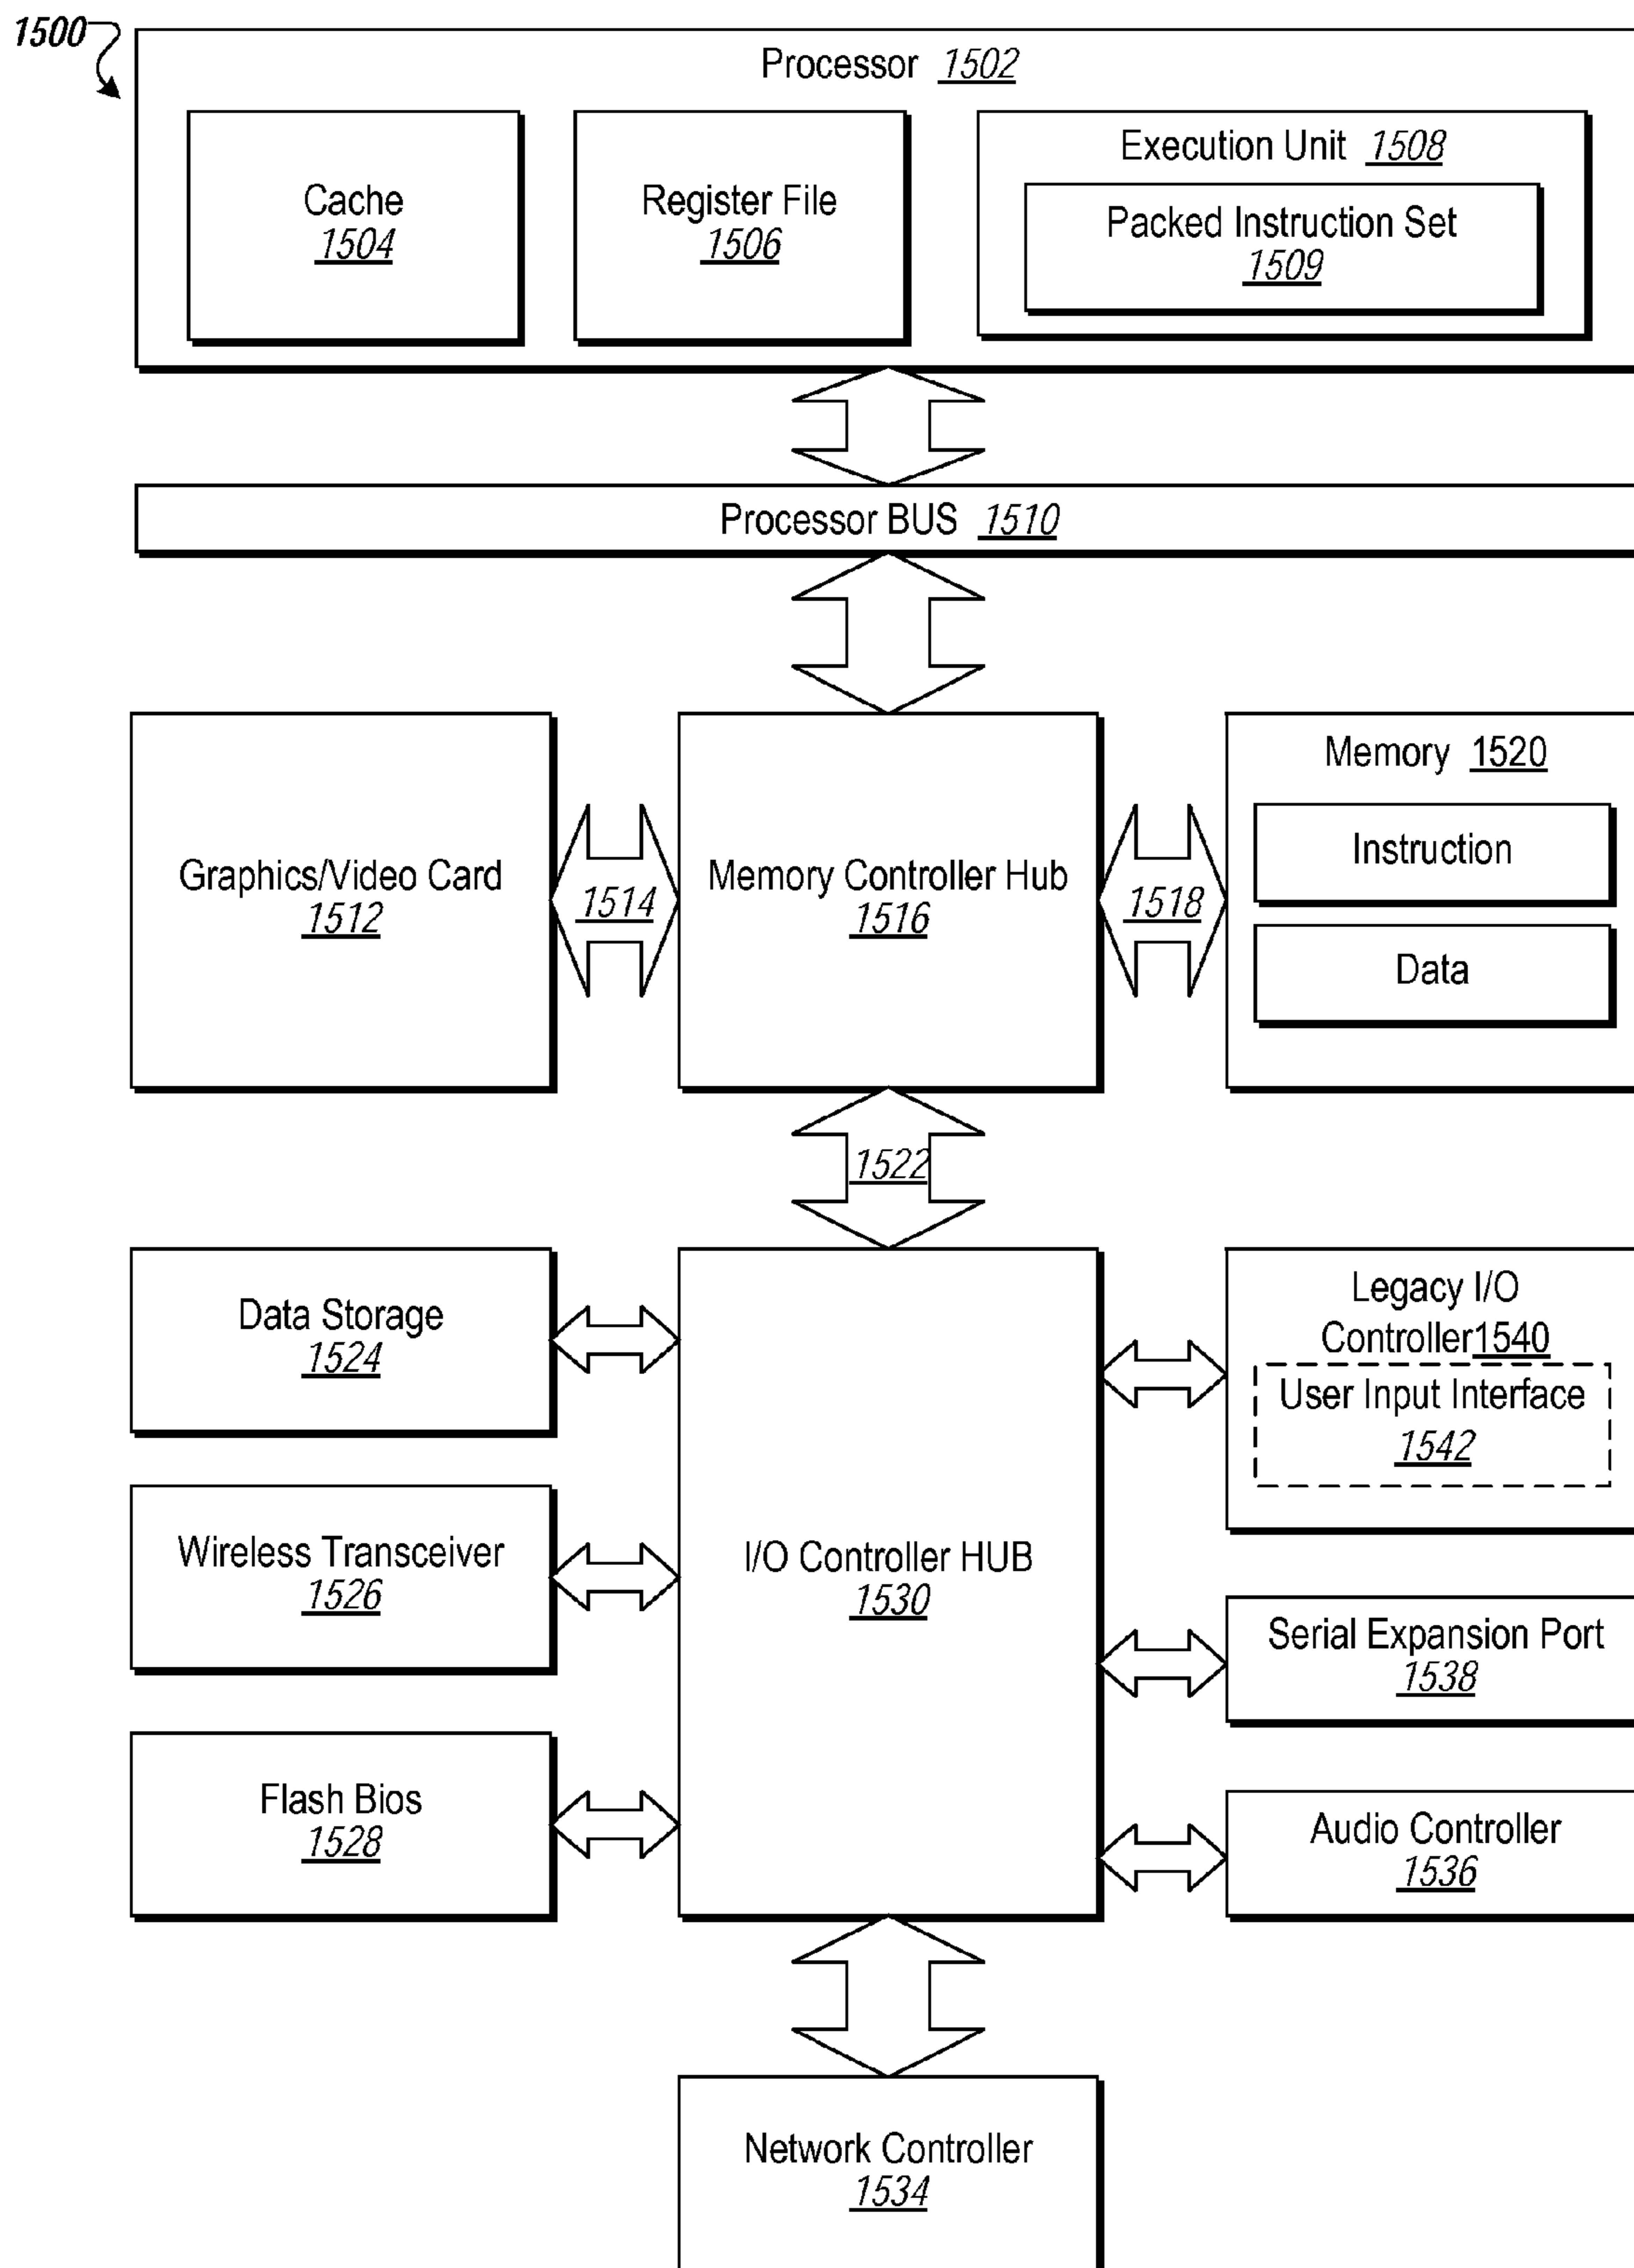 1500
Processor 1502
Cache
1504
Register File
1506
Execution Unit 1508
Packed Instruction Set
1509
Processor BUS 1510
Graphics/Video Card
1512
1514
Memory Controller Hub
1516
1518
Memory 1520
Instruction
Data
1522
Data Storage
1524
Wireless Transceiver
1526
Flash Bios
1528
I/O Controller HUB
1530
Legacy I/O
Controller1540
User Input Interface
1542
Serial Expansion Port
1538
Audio Controller
1536
Network Controller
1534